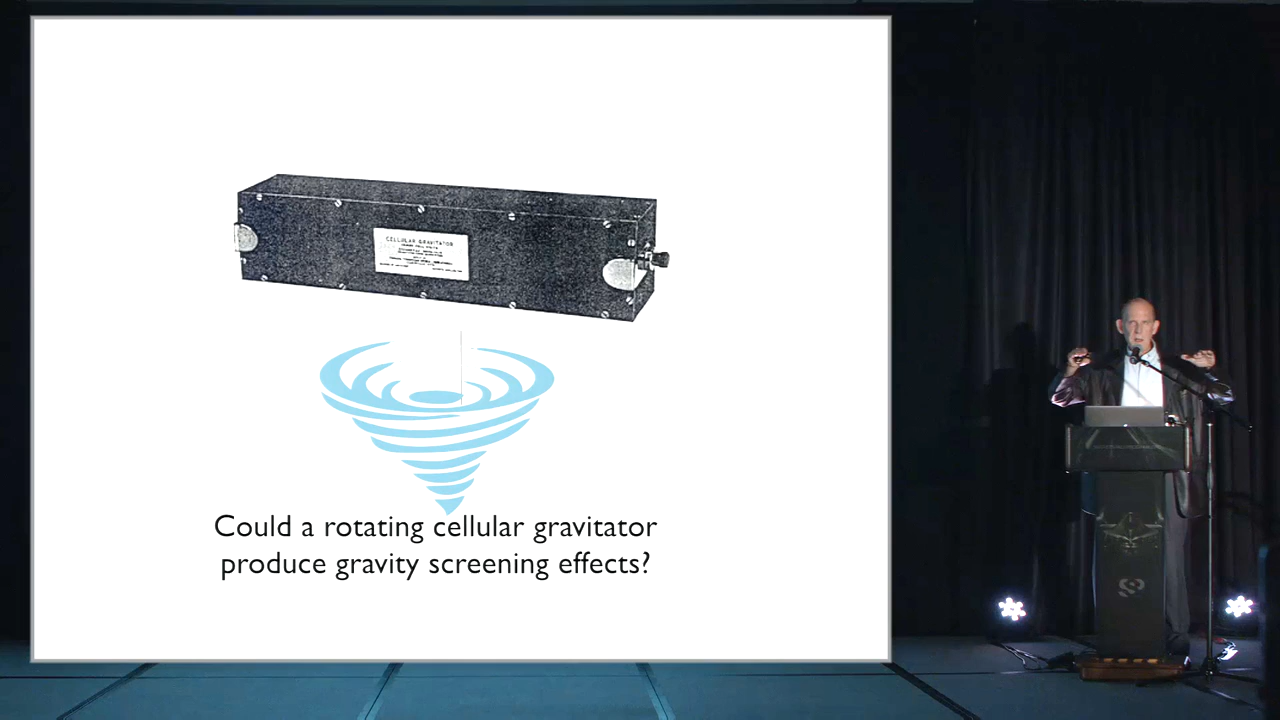 CELLULAR GRAVITATOR
Could a rotating cellular gravitator
produce gravity screening effects?